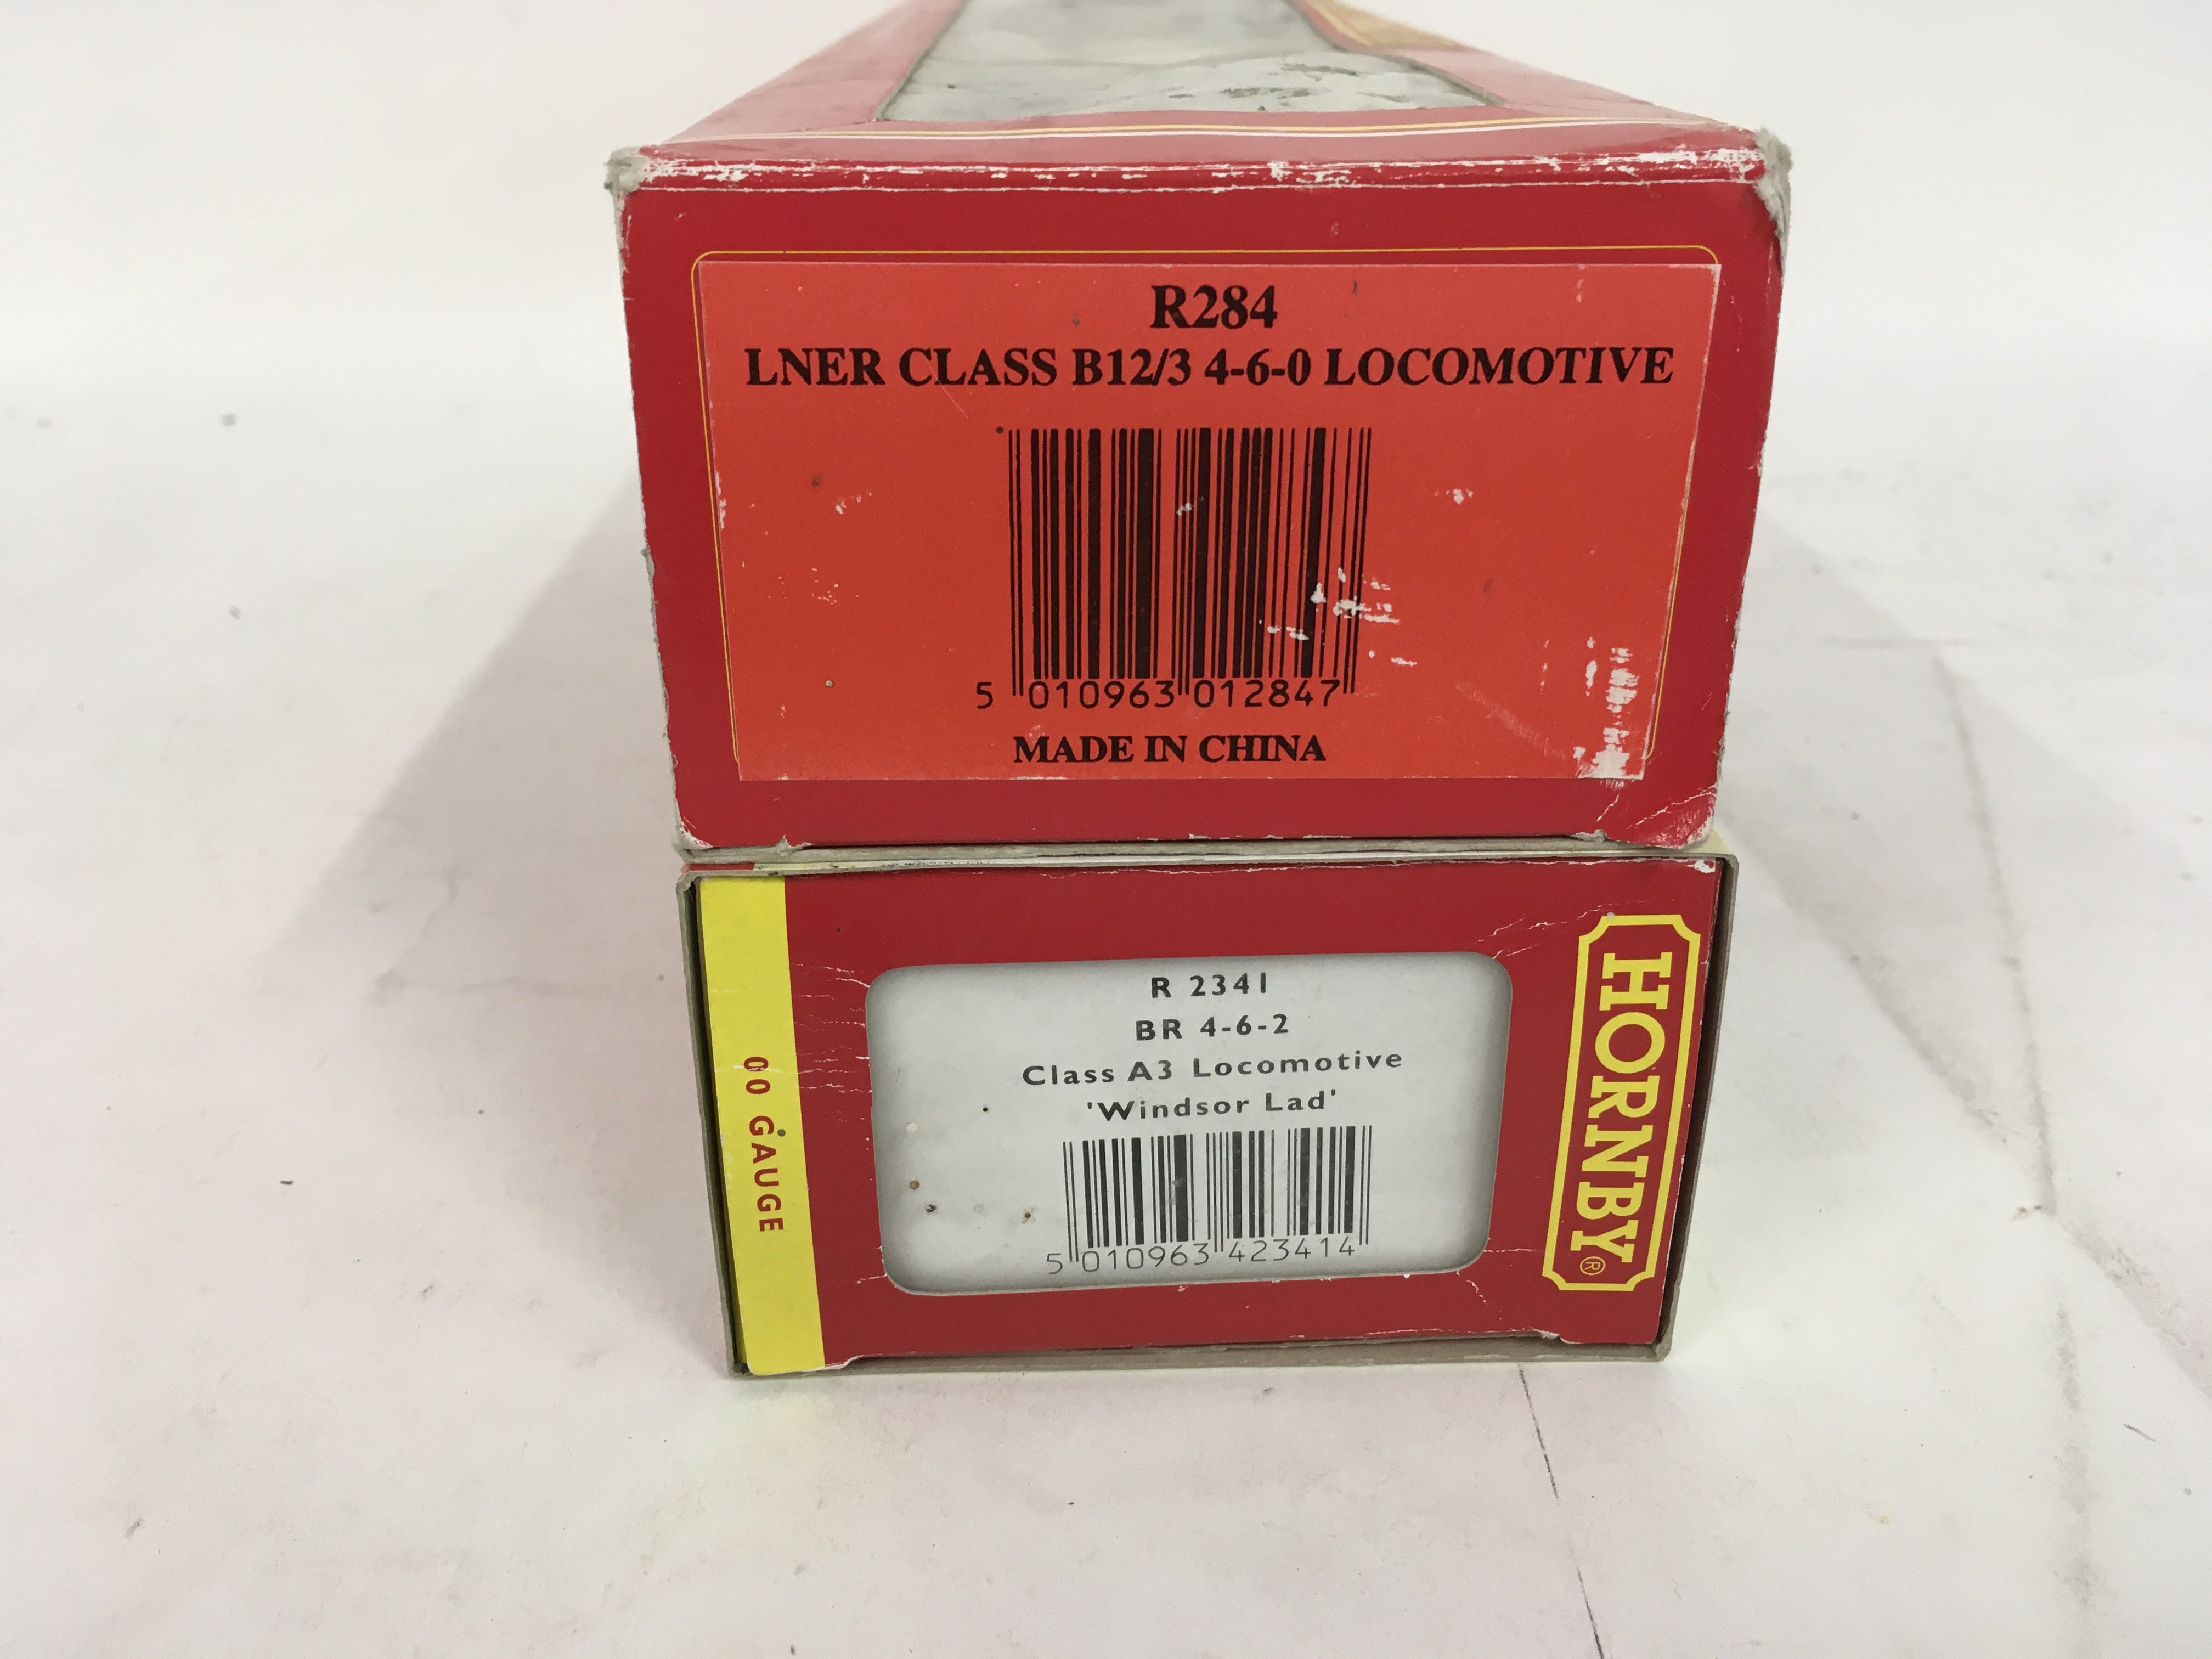 R284
LNER CLASS B12/3 4-6-0 LOCOMOTIVE
5 010963 012847
MADE IN CHINA
00 GAUGE
R 2341
BR 4-6-2
Class A3 Locomotive
'Windsor Lad'
5 010963 423414
HORNBY®